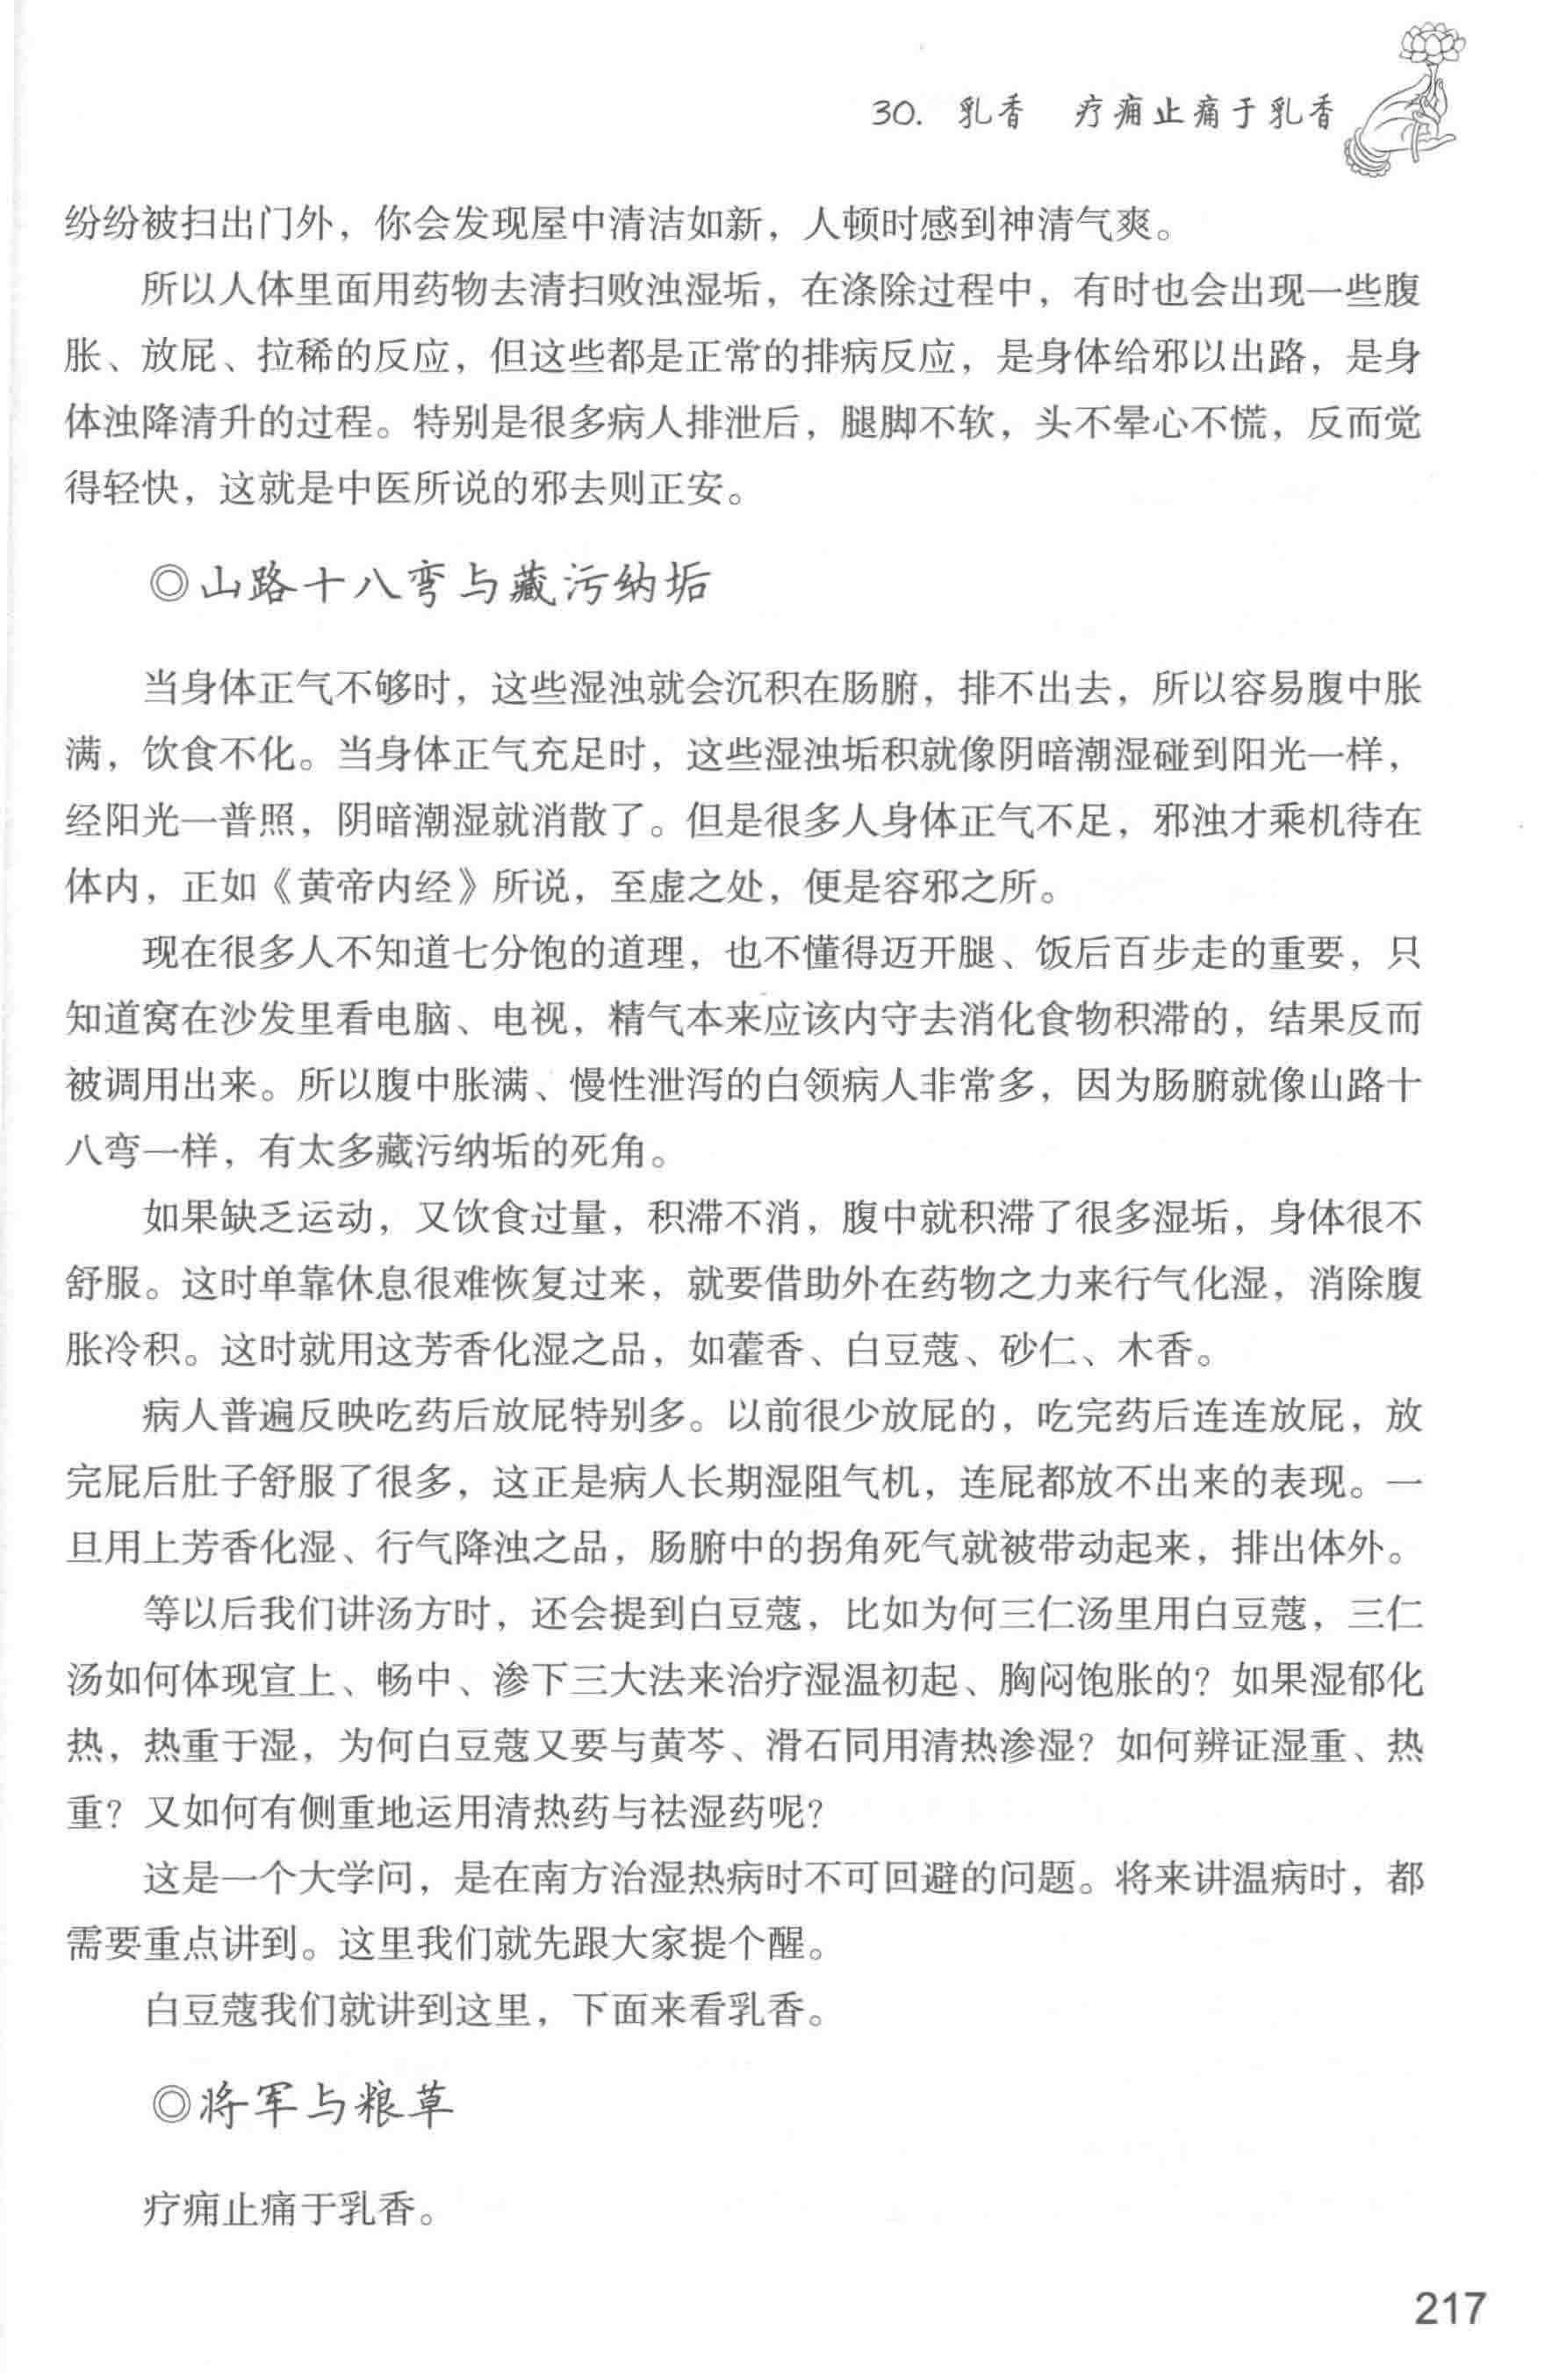 30. 乳香 疗痈止痛于乳香
纷纷被扫出门外，你会发现屋中清洁如新，人顿时感到神清气爽。
所以人体里面用药物去清扫败浊湿垢，在涤除过程中，有时也会出现一些腹
胀、放屁、拉稀的反应，但这些都是正常的排病反应，是身体给邪以出路，是身
体浊降清升的过程。特别是很多病人排泄后，腿脚不软，头不晕心不慌，反而觉
得轻快，这就是中医所说的邪去则正安。
◎山路十八弯与藏污纳垢
当身体正气不够时，这些湿浊就会沉积在肠腑，排不出去，所以容易腹中胀
满，饮食不化。当身体正气充足时，这些湿浊垢积就像阴暗潮湿碰到阳光一样，
经阳光一普照，阴暗潮湿就消散了。但是很多人身体正气不足，邪浊才乘机待在
体内，正如《黄帝内经》所说，至虚之处，便是容邪之所。
现在很多人不知道七分饱的道理，也不懂得迈开腿、饭后百步走的重要，只
知道窝在沙发里看电脑、电视，精气本来应该内守去消化食物积滞的，结果反而
被调用出来。所以腹中胀满、慢性泄泻的白领病人非常多，因为肠腑就像山路十
八弯一样，有太多藏污纳垢的死角。
如果缺乏运动，又饮食过量，积滞不消，腹中就积滞了很多湿垢，身体很不
舒服。这时单靠休息很难恢复过来，就要借助外在药物之力来行气化湿，消除腹
胀冷积。这时就用这芳香化湿之品，如藿香、白豆蔻、砂仁、木香。
病人普遍反映吃药后放屁特别多。以前很少放屁的，吃完药后连连放屁，放
完屁后肚子舒服了很多，这正是病人长期湿阻气机，连屁都放不出来的表现。一
旦用上芳香化湿、行气降浊之品，肠腑中的拐角死气就被带动起来，排出体外。
等以后我们讲汤方时，还会提到白豆蔻，比如为何三仁汤里用白豆蔻，三仁
汤如何体现宣上、畅中、渗下三大法来治疗湿温初起、胸闷饱胀的？如果湿郁化
热，热重于湿，为何白豆蔻又要与黄芩、滑石同用清热渗湿？如何辨证湿重、热
重？又如何有侧重地运用清热药与祛湿药呢？
这是一个大学问，是在南方治湿热病时不可回避的问题。将来讲温病时，都
需要重点讲到。这里我们就先跟大家提个醒。
白豆蔻我们就讲到这里，下面来看乳香。
◎将军与粮草
疗痈止痛于乳香。
217